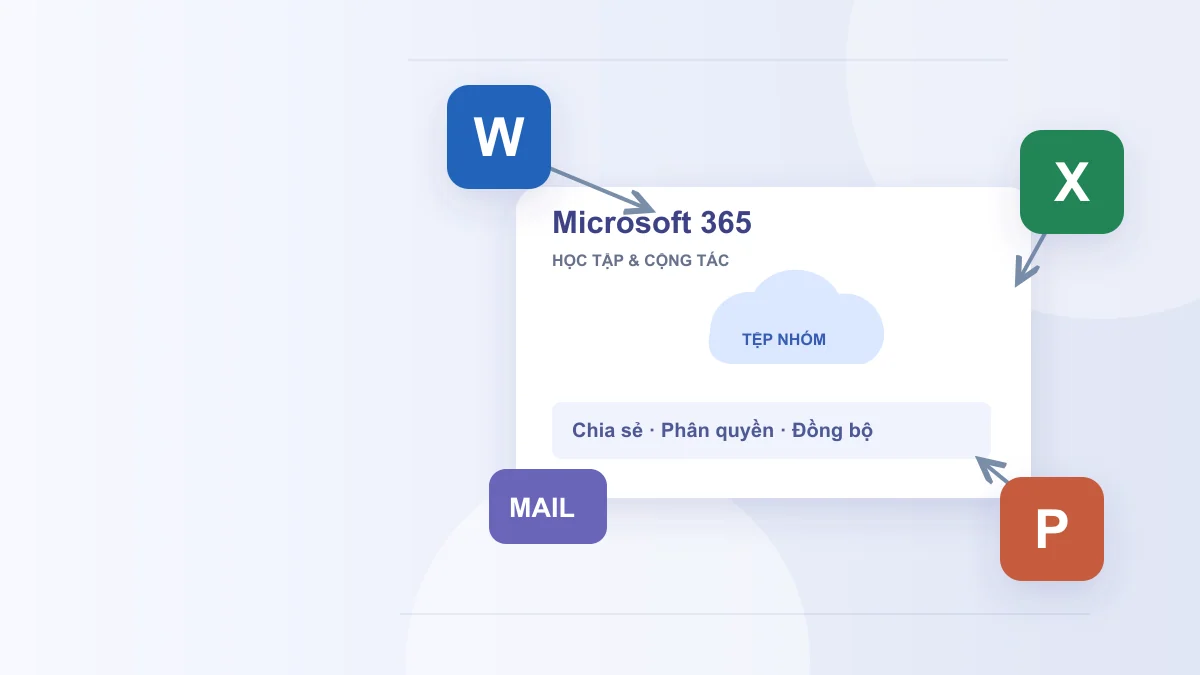 W
X
Microsoft 365
HỌC TẬP & CỘNG TÁC
TỆP NHÓM
Chia sẻ · Phân quyền · Đồng bộ
MAIL
P